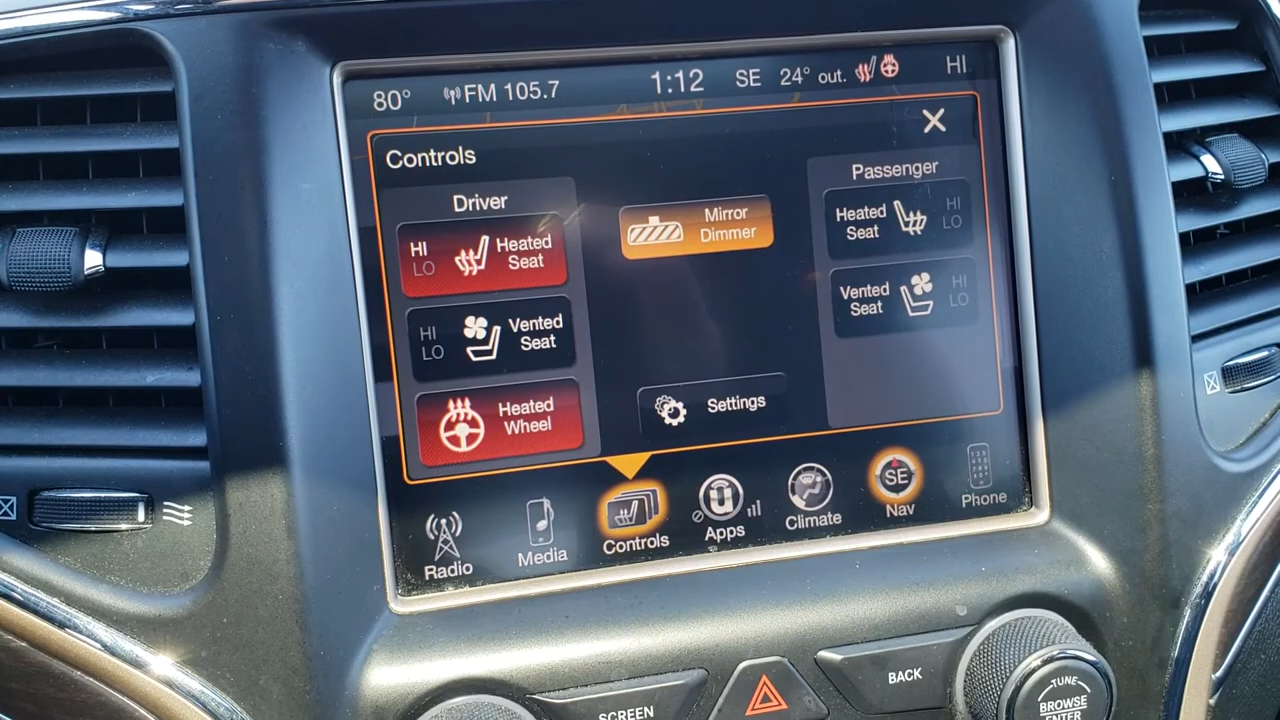 80° FM 105.7 1:12 SE 24° out. HI
Controls
Driver
HI
LO
Heated
Seat
HI
LO
Vented
Seat
Heated
Wheel
Mirror
Dimmer
Settings
Passenger
Heated
Seat
HI
LO
Vented
Seat
HI
LO
Radio
Media
Controls
Apps
Climate
SE
Nav
Phone
SCREEN
BACK
TUNE
BROWSE
ENTER